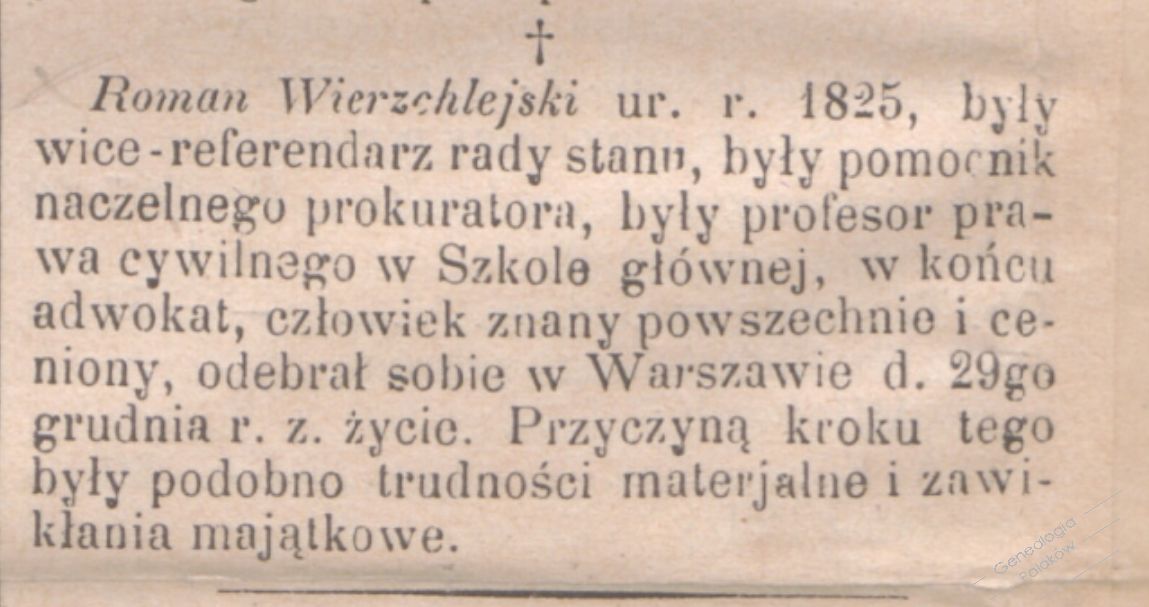 †
Roman Wierzchlejski ur. r. 1825, były
wice-referendarz rady stanu, były pomocnik
naczelnego prokuratora, były profesor pra-
wa cywilnego w Szkole głównej, w końcu
adwokat, człowiek znany powszechnie i ce-
niony, odebrał sobie w Warszawie d. 29go
grudnia r. z. życie. Przyczyną kroku tego
były podobno trudności materjalne i zawi-
kłania majątkowe.
Genealogia
Polaków